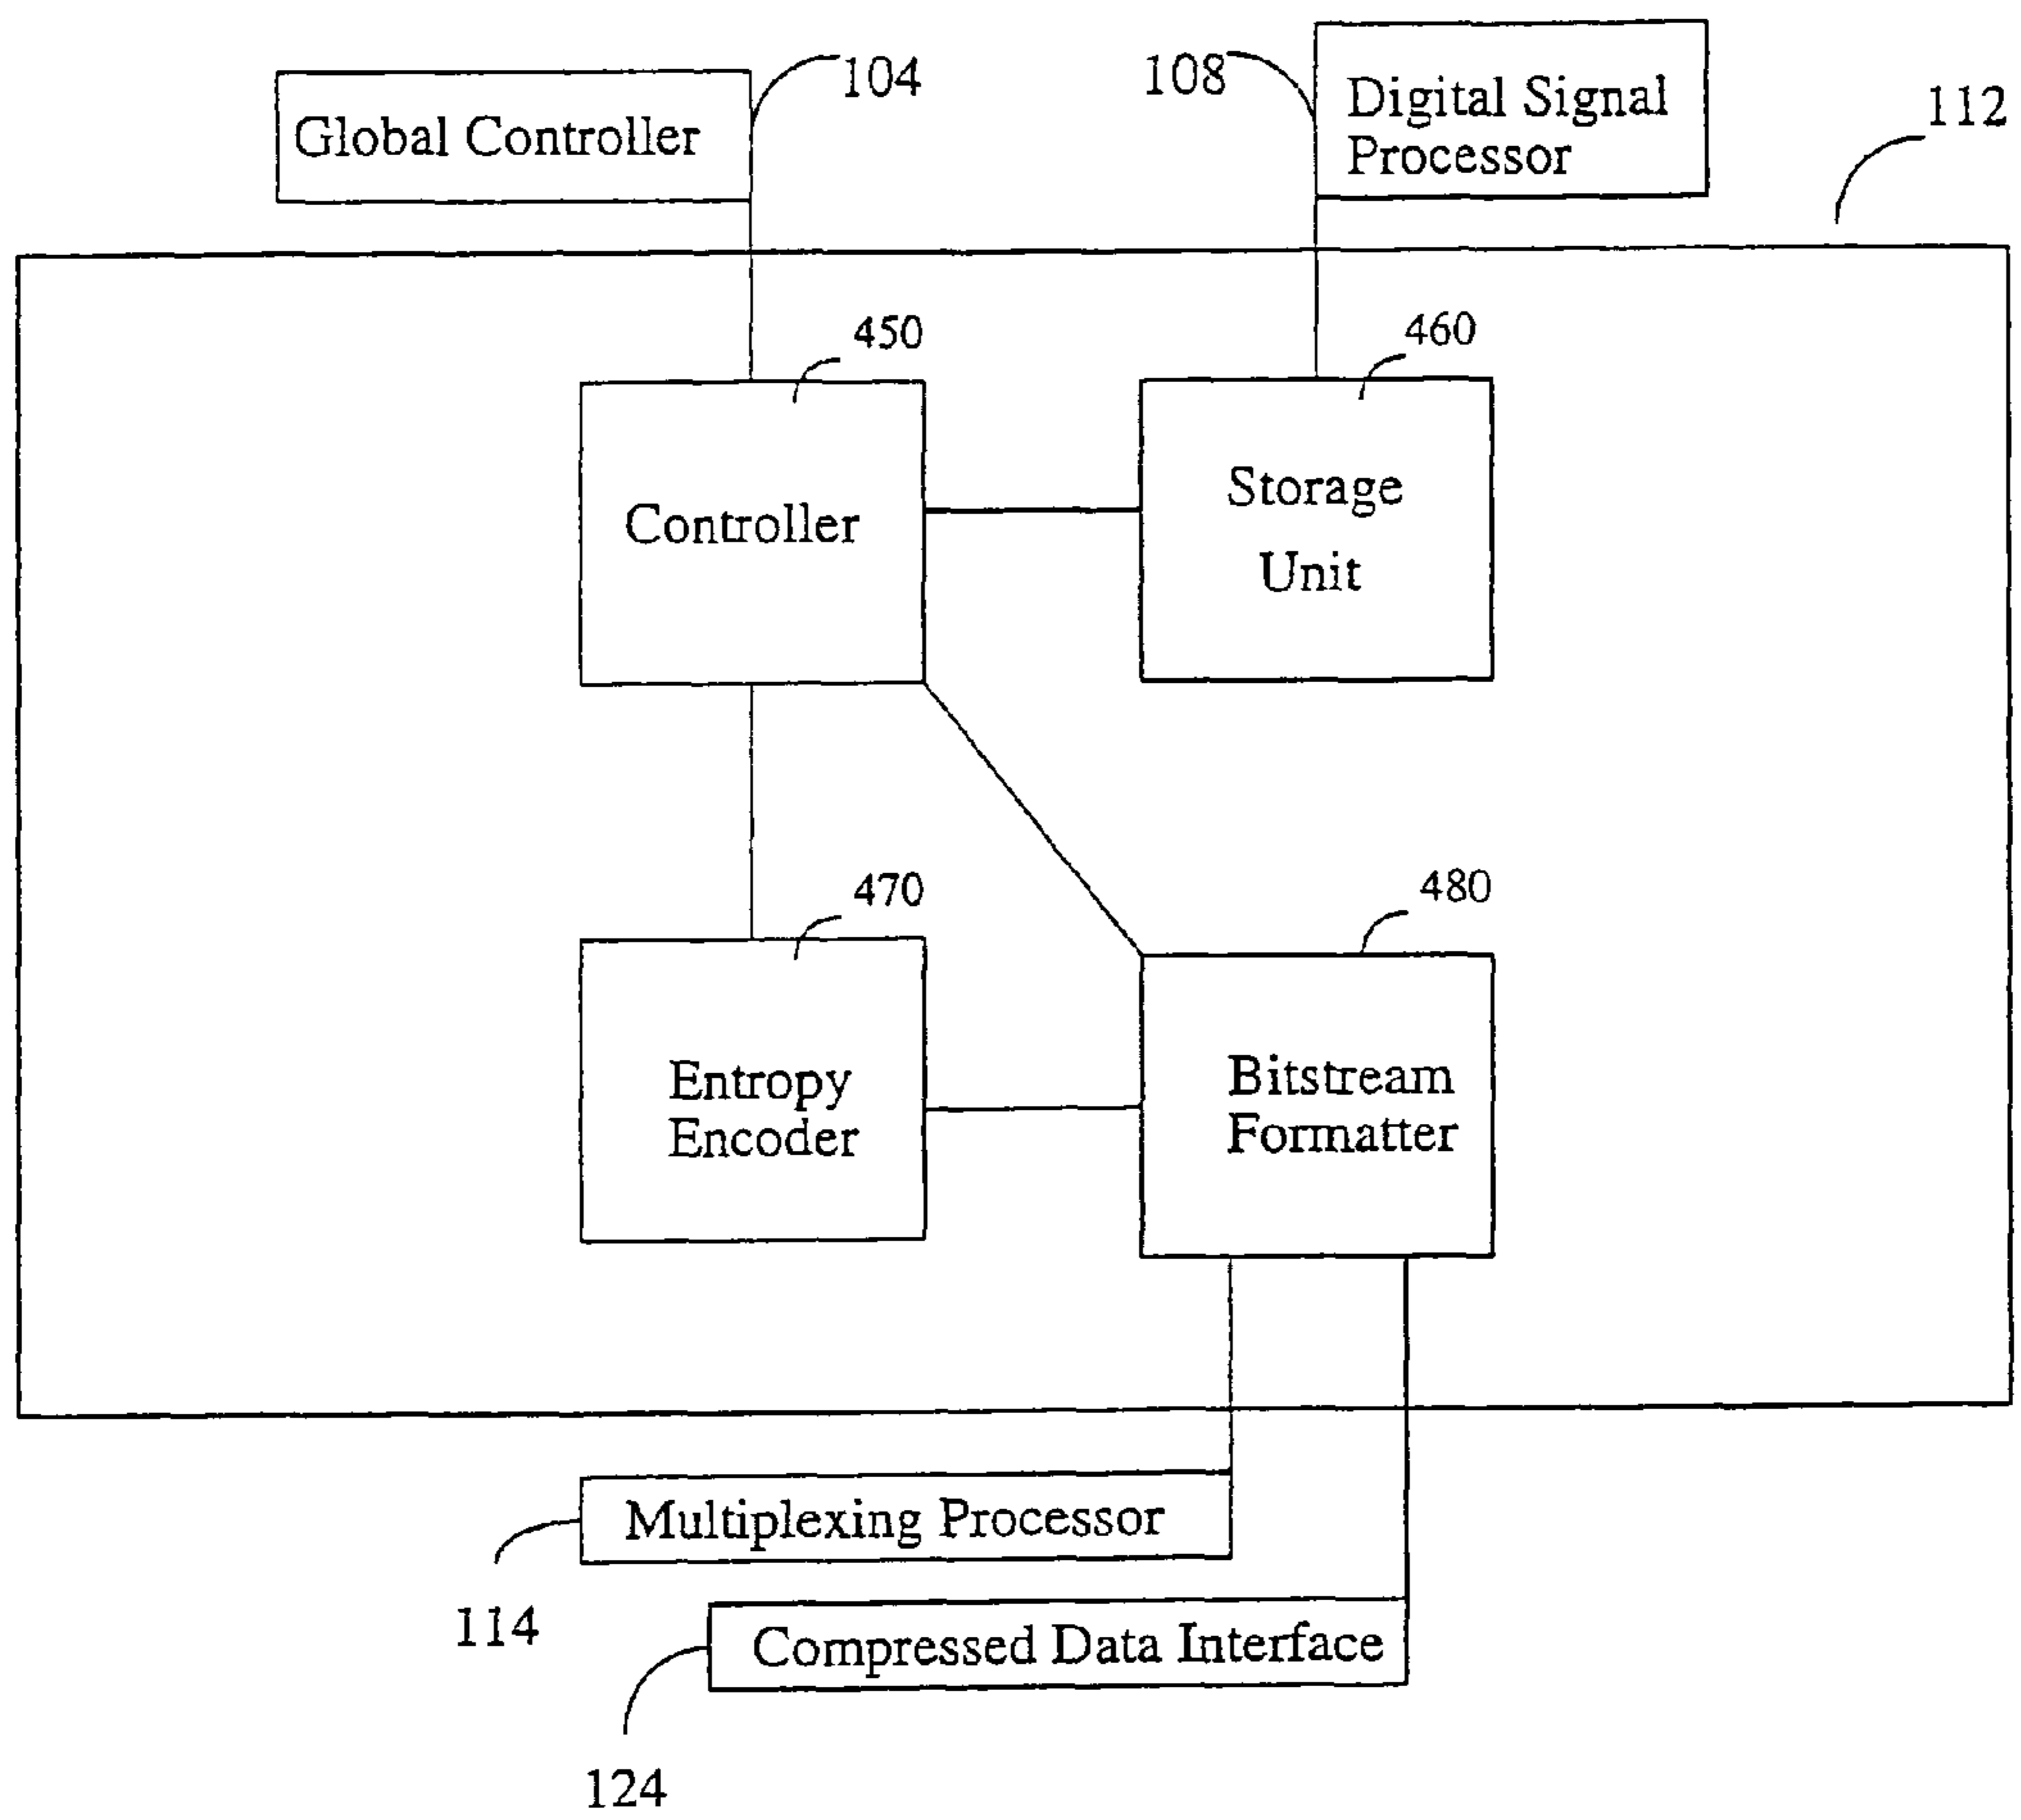 104
108
Digital Signal
Processor
112
Global Controller
450
460
Controller
Storage
Unit
470
480
Entropy
Encoder
Bitstream
Formatter
Multiplexing Processor
114
Compressed Data Interface
124